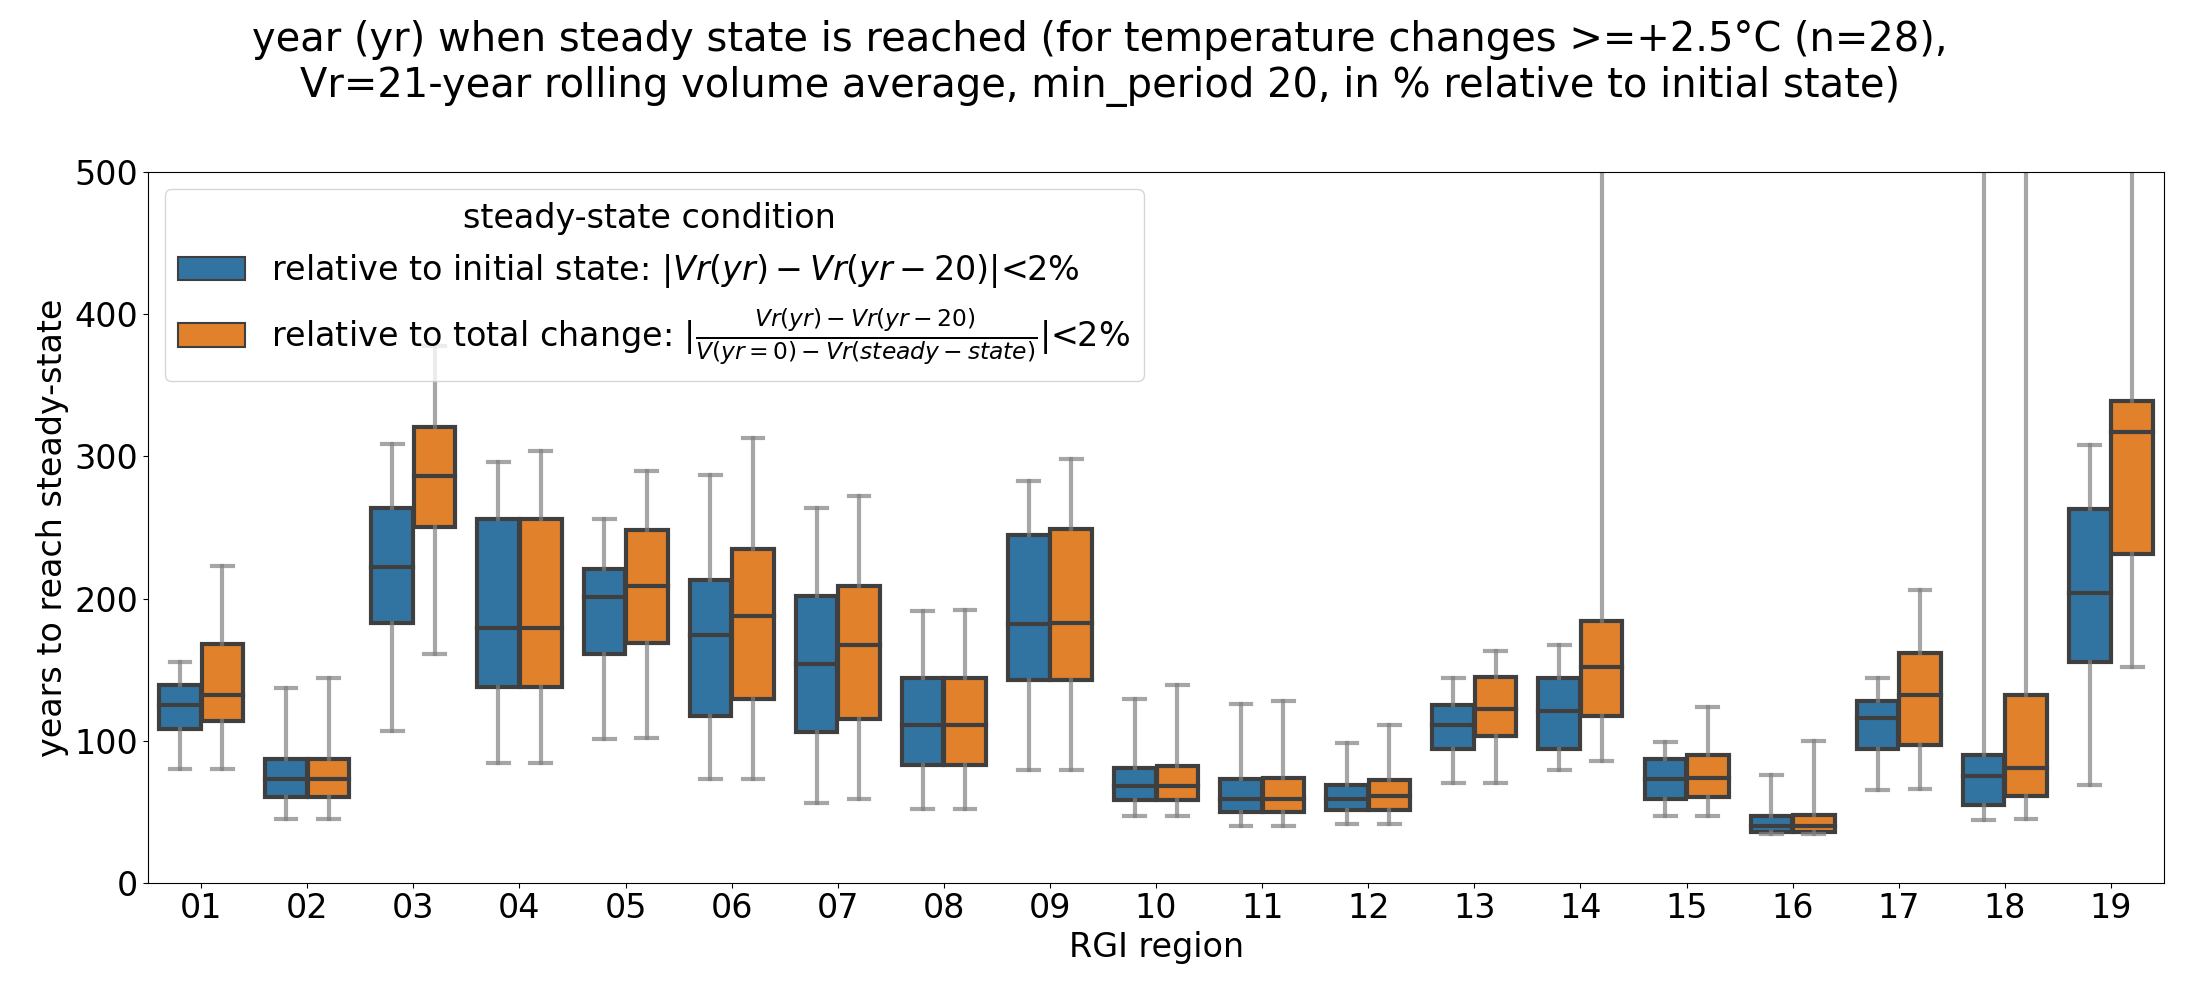 year (yr) when steady state is reached (for temperature changes >=+2.5°C (n=28),
Vr=21-year rolling volume average, min_period 20, in % relative to initial state)
steady-state condition
relative to initial state: |Vr(yr) − Vr(yr − 20)|<2%
relative to total change: |\frac{Vr(yr) − Vr(yr − 20)}{V(yr = 0) − Vr(steady − state)}|<2%
years to reach steady-state
500
400
300
200
100
0
01 02 03 04 05 06 07 08 09 10 11 12 13 14 15 16 17 18 19
RGI region